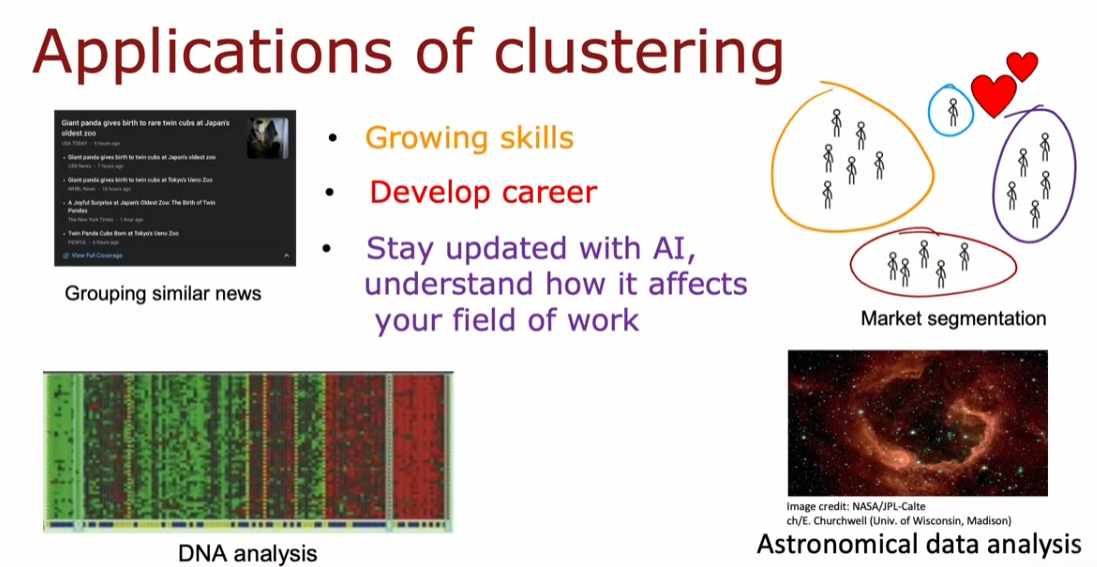 Applications of clustering
Giant panda gives birth to rare twin cubs at Japan's
oldest zoo
USA TODAY · 6 hours ago
• Giant panda gives birth to twin cubs at Japan's oldest zoo
CBS News · 7 hours ago
• Giant panda gives birth to twin cubs at Tokyo's Ueno Zoo
WHBL News · 16 hours ago
• A Joyful Surprise at Japan's Oldest Zoo: The Birth of Twin
Pandas
The New York Times · 1 hour ago
• Twin Panda Cubs Born at Tokyo's Ueno Zoo
PEOPLE · 6 hours ago
View Full Coverage
Grouping similar news
• Growing skills
• Develop career
• Stay updated with AI,
understand how it affects
your field of work
Market segmentation
DNA analysis
Image credit: NASA/JPL-Calte
ch/E. Churchwell (Univ. of Wisconsin, Madison)
Astronomical data analysis